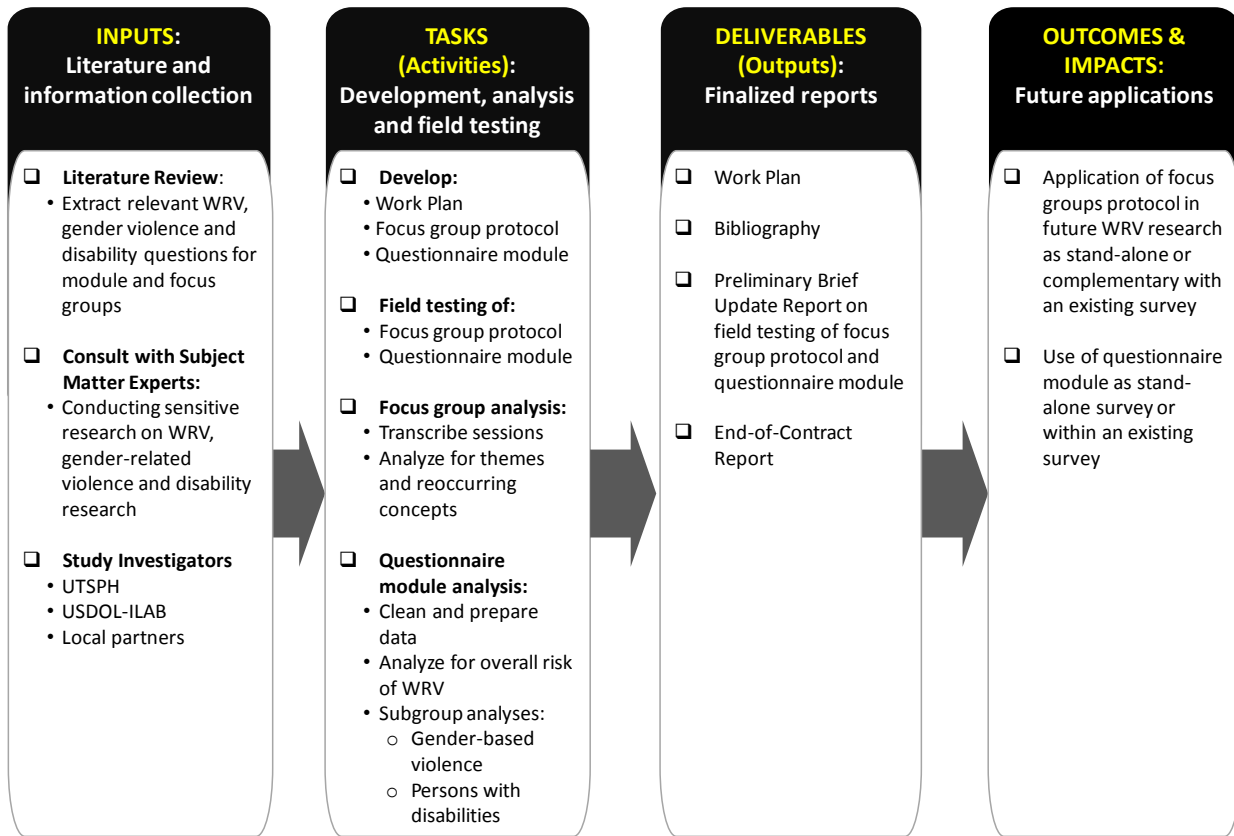 INPUTS:
Literature and
information collection
❑ Literature Review:
• Extract relevant WRV,
gender violence and
disability questions for
module and focus
groups
❑ Consult with Subject
Matter Experts:
• Conducting sensitive
research on WRV,
gender-related
violence and disability
research
❑ Study Investigators
• UTSPH
• USDOL-ILAB
• Local partners
TASKS
(Activities):
Development, analysis
and field testing
❑ Develop:
• Work Plan
• Focus group protocol
• Questionnaire module
❑ Field testing of:
• Focus group protocol
• Questionnaire module
❑ Focus group analysis:
• Transcribe sessions
• Analyze for themes
and reoccurring
concepts
❑ Questionnaire
module analysis:
• Clean and prepare
data
• Analyze for overall risk
of WRV
• Subgroup analyses:
o Gender-based
violence
o Persons with
disabilities
DELIVERABLES
(Outputs):
Finalized reports
❑ Work Plan
❑ Bibliography
❑ Preliminary Brief
Update Report on
field testing of focus
group protocol and
questionnaire module
❑ End-of-Contract
Report
OUTCOMES &
IMPACTS:
Future applications
❑ Application of focus
groups protocol in
future WRV research
as stand-alone or
complementary with
an existing survey
❑ Use of questionnaire
module as stand-
alone survey or
within an existing
survey